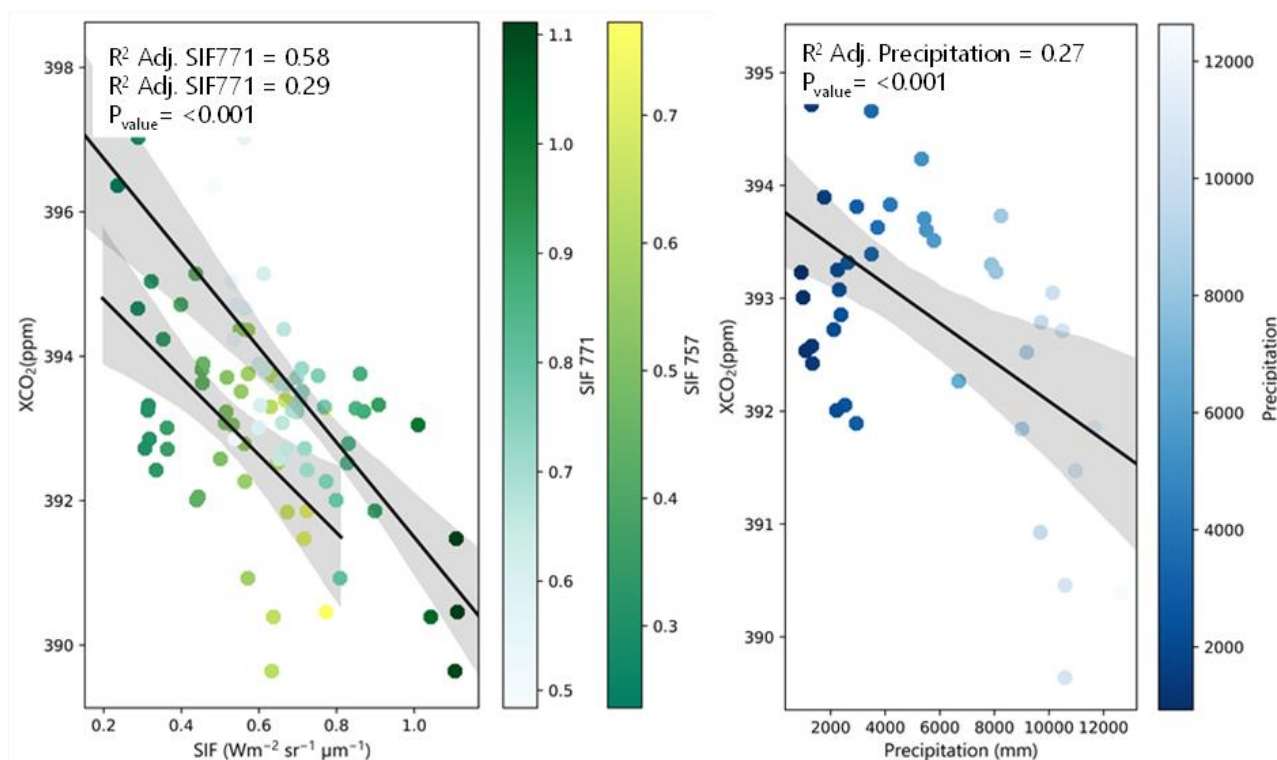 R² Adj. SIF771 = 0.58
R² Adj. SIF771 = 0.29
Pvalue= <0.001
398
396
394
392
390
XCO₂(ppm)
0.2 0.4 0.6 0.8 1.0
SIF (Wm⁻² sr⁻¹ µm⁻¹)
1.1
1.0
0.9
0.8
0.7
0.6
0.5
SIF 771
0.7
0.6
0.5
0.4
0.3
SIF 757
R² Adj. Precipitation = 0.27
Pvalue= <0.001
395
394
393
392
391
390
XCO₂(ppm)
2000 4000 6000 8000 10000 12000
Precipitation (mm)
12000
10000
8000
6000
4000
2000
Precipitation